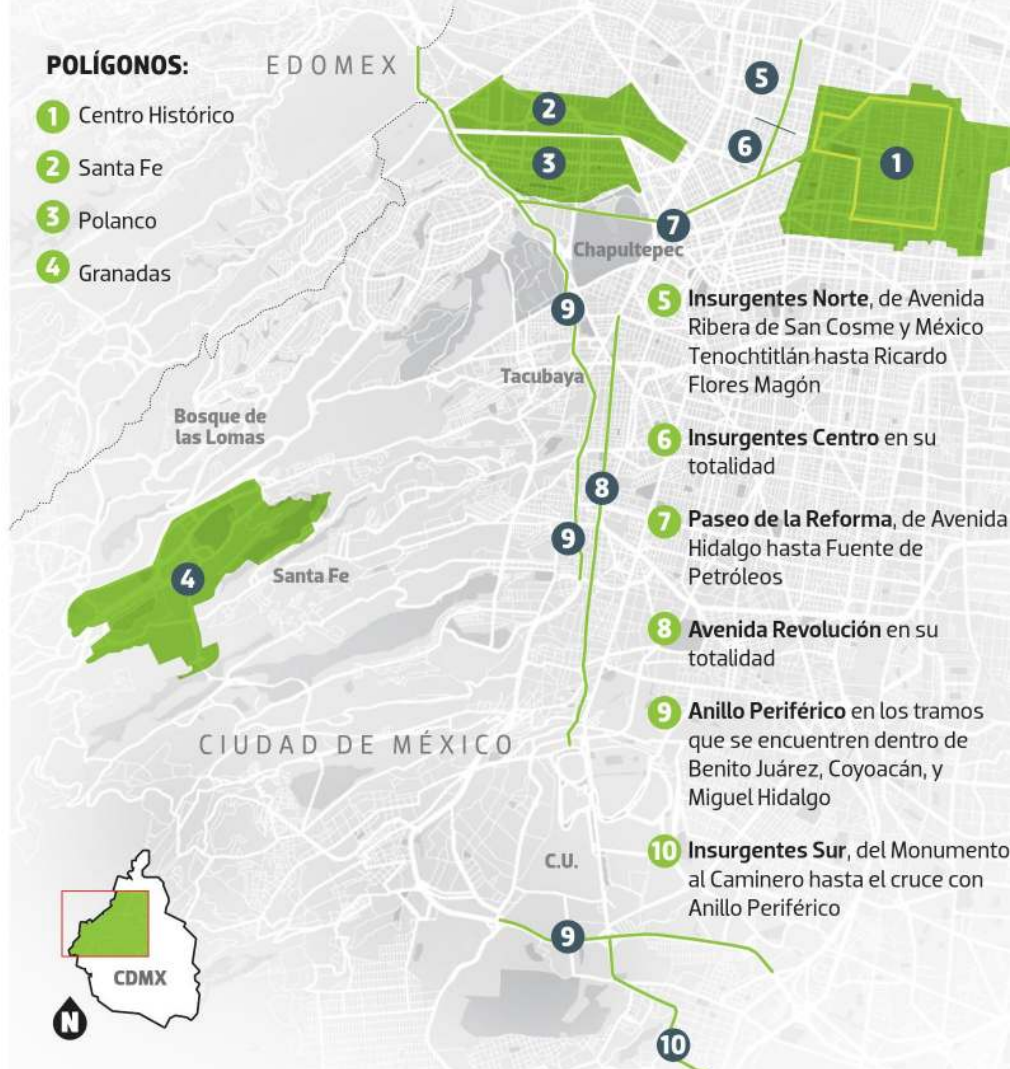 POLÍGONOS:
1 Centro Histórico
2 Santa Fe
3 Polanco
4 Granadas
EDOMEX
2
3
5
6
1
7
Chapultepec
9
Tacubaya
Bosque de
las Lomas
8
9
4
Santa Fe
CIUDAD DE MÉXICO
C.U.
9
10
5 Insurgentes Norte, de Avenida
Ribera de San Cosme y México
Tenochtitlán hasta Ricardo
Flores Magón
6 Insurgentes Centro en su
totalidad
7 Paseo de la Reforma, de Avenida
Hidalgo hasta Fuente de
Petróleos
8 Avenida Revolución en su
totalidad
9 Anillo Periférico en los tramos
que se encuentren dentro de
Benito Juárez, Coyoacán, y
Miguel Hidalgo
10 Insurgentes Sur, del Monumento
al Caminero hasta el cruce con
Anillo Periférico
CDMX
N